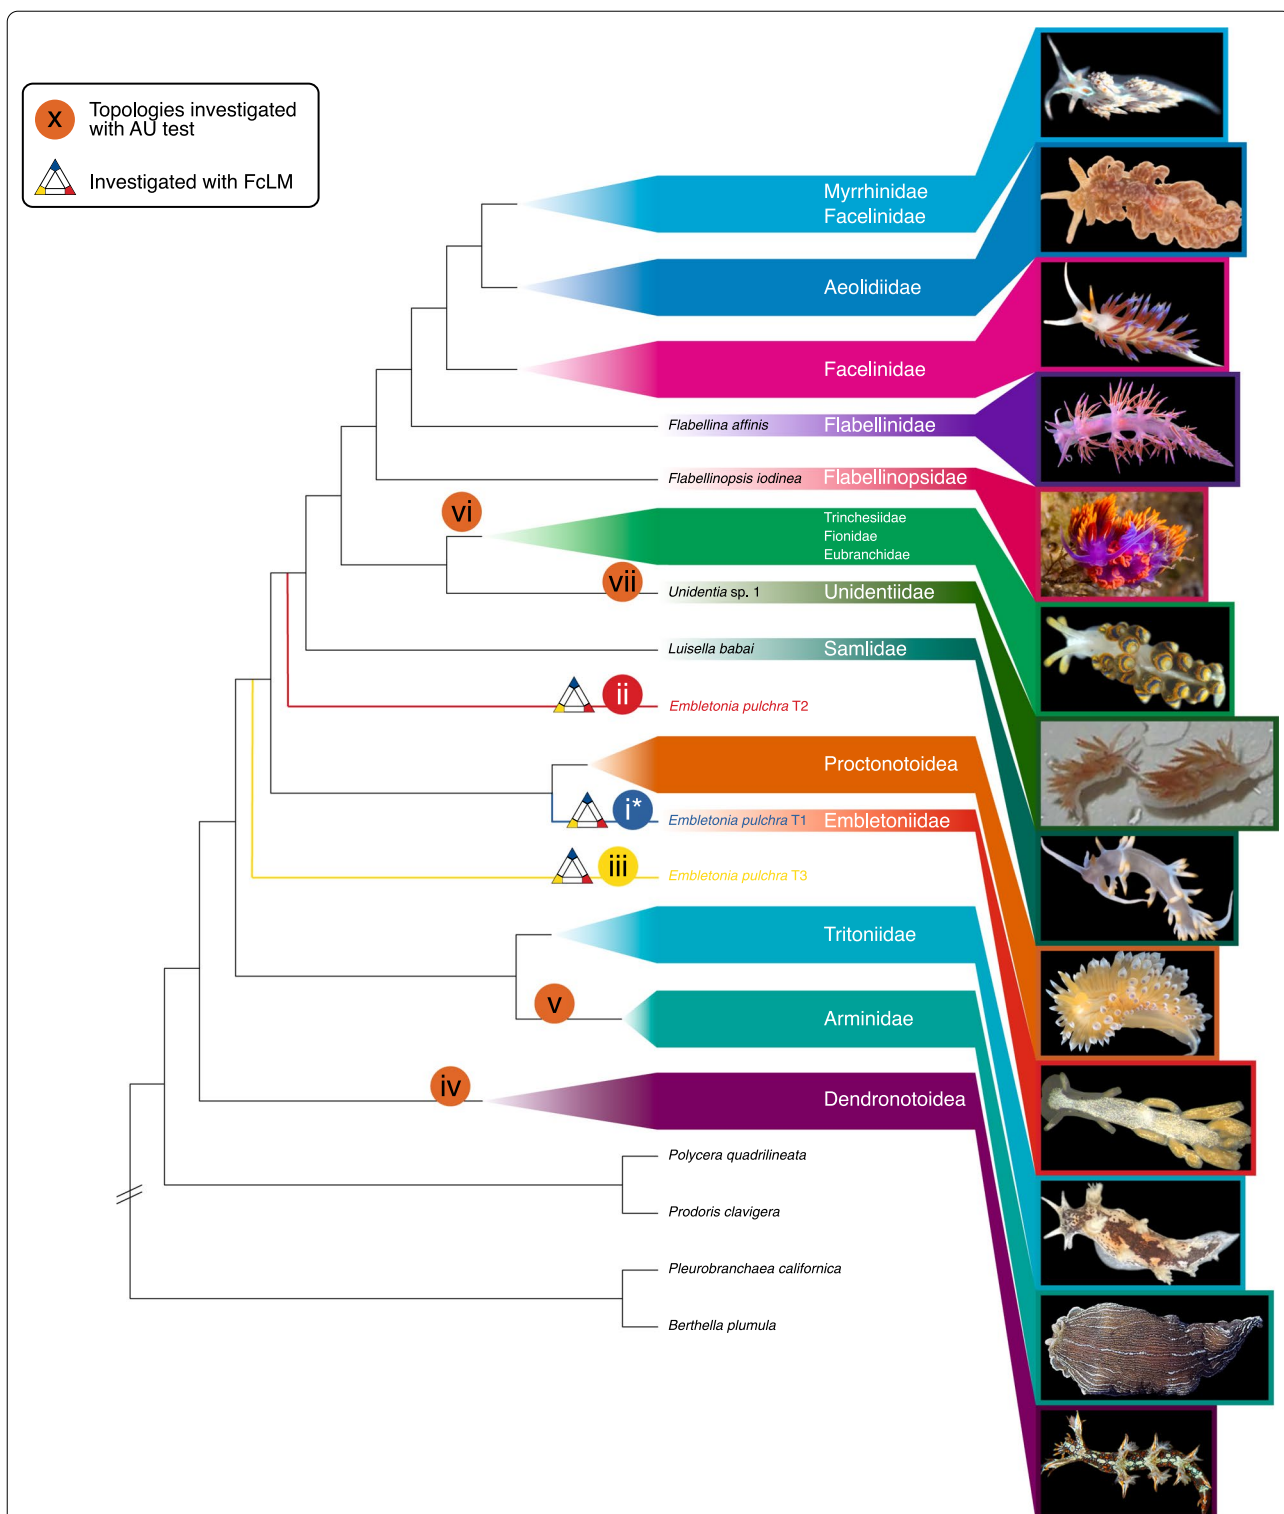 X
Topologies investigated
with AU test
Investigated with FcLM
Myrrhinidae
Facelinidae
Aeolidiidae
Facelinidae
Flabellina affinis Flabellinidae
Flabellinopsis iodinea Flabellinopsidae
vi
Trinchesiidae
Fionidae
Eubranchidae
vii
Unidentia sp. 1 Unidentiidae
Luisella babai Samlidae
ii
Embletonia pulchra T2
Proctonotoidea
i*
Embletonia pulchra T1 Embletoniidae
iii
Embletonia pulchra T3
Tritoniidae
v
Arminidae
iv
Dendronotoidea
Polycera quadrilineata
Prodoris clavigera
Pleurobranchaea californica
Berthella plumula